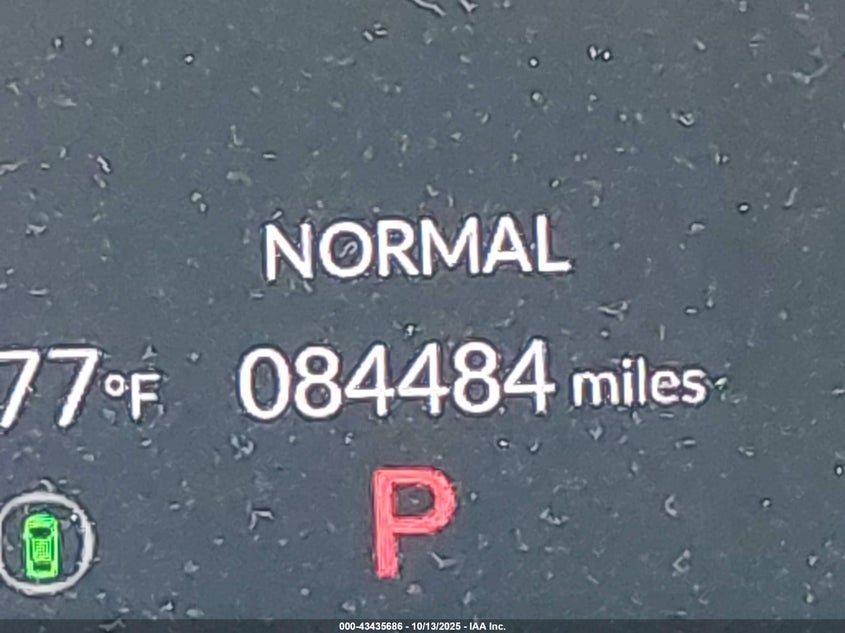 NORMAL
77°F 084484 miles
P
000-43435686 - 10/13/2025 - IAA Inc.